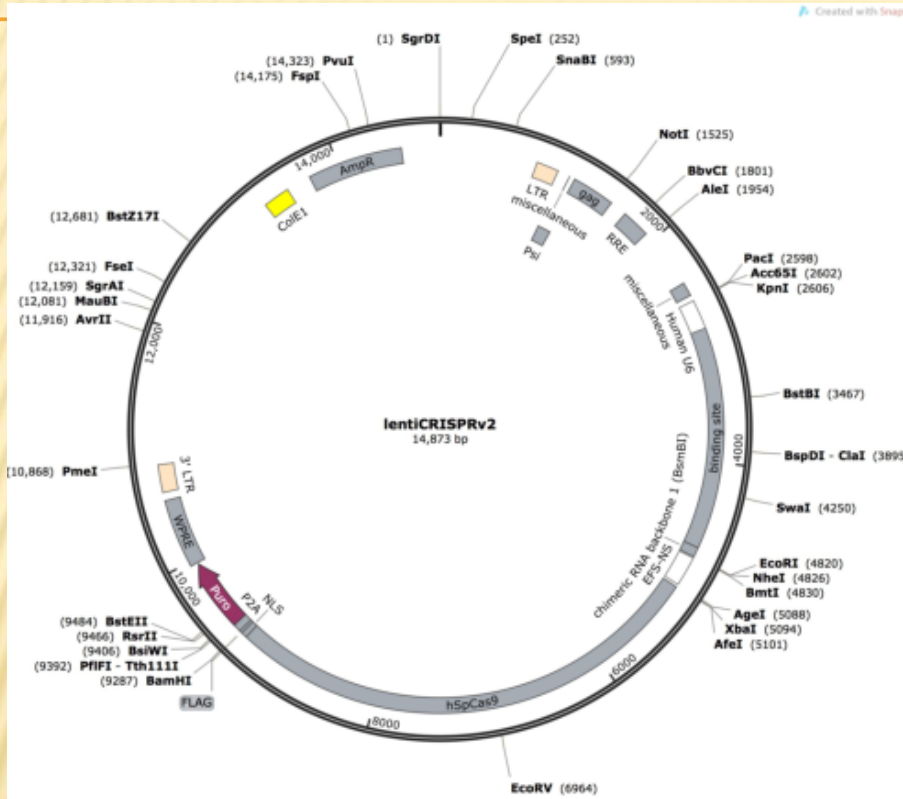 Created with Snap
(1) SgrDI
SpeI (252)
SnaBI (593)
NotI (1525)
BbvCI (1801)
AleI (1954)
PacI (2598)
Acc65I (2602)
KpnI (2606)
BstBI (3467)
BspDI - ClaI (3895
SwaI (4250)
EcoRI (4820)
NheI (4826)
BmtI (4830)
AgeI (5088)
XbaI (5094)
AfeI (5101)
EcoRV (6964)
(9287) BamHI
(9392) PflFI - Tth111I
(9406) BsiWI
(9466) RsrII
(9484) BstEII
(10,868) PmeI
(11,916) AvrII
(12,081) MauBI
(12,159) SgrAI
(12,321) FseI
(12,681) BstZ17I
(14,175) FspI
(14,323) PvuI
2000
4000
6000
8000
10,000
12,000
14,000
LTR
miscellaneous
gag
Psi
RRE
miscellaneous
Human U6
binding site
chimeric RNA backbone 1 (BsmBI)
EFS-NS
hSpCas9
NLS
FLAG
P2A
Puro
WPRE
3' LTR
ColE1
AmpR
lentiCRISPRv2
14,873 bp